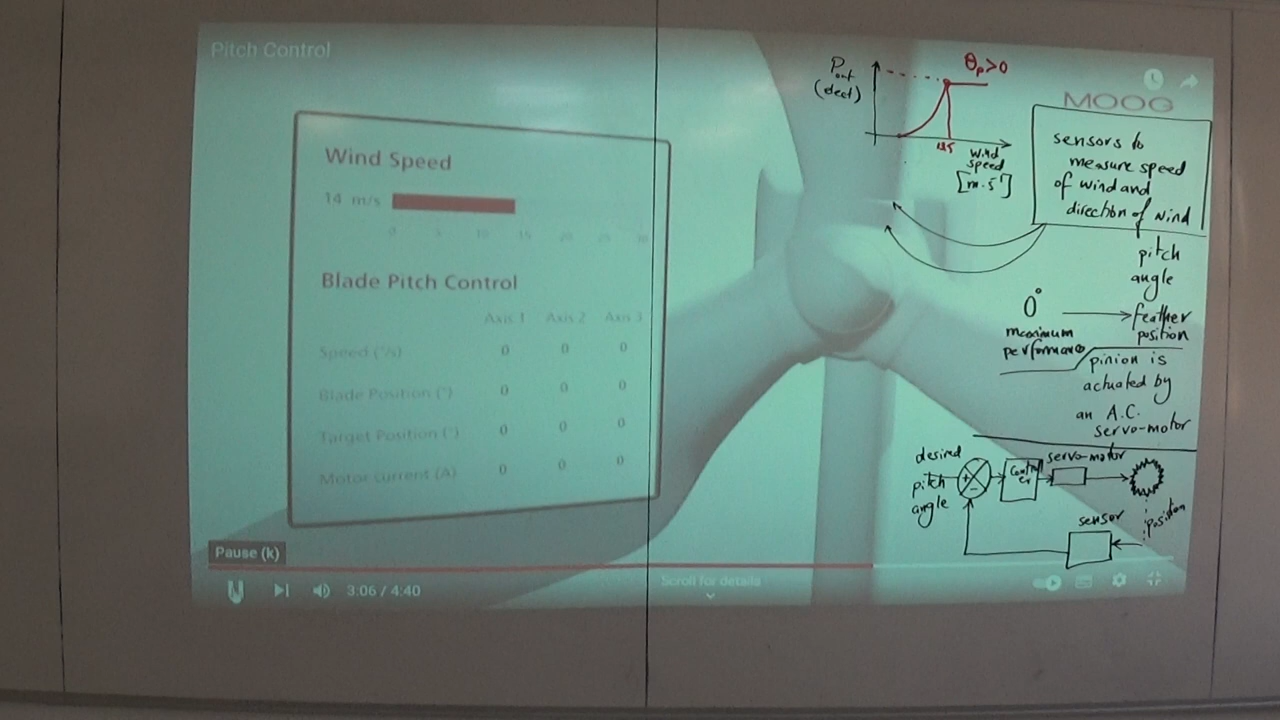 Pitch Control
Wind Speed
14 m/s
0 5 10 15 20 25 30
Blade Pitch Control
Axis 1 Axis 2 Axis 3
Speed (°/s) 0 0 0
Blade Position (°) 0 0 0
Target Position (°) 0 0 0
Motor current (A) 0 0 0
Pause (k)
3:06 / 4:40
Scroll for details
Pout
(elect)
θp>0
wind
speed
[m.s-1]
MOOG
sensors to
measure speed
of wind and
direction of wind
pitch
angle
0°
maximum
performance
feather
position
pinion is
actuated by
an A.C.
servo-motor
desired
pitch
angle
+
-
Controller
servo-motor
sensor
position